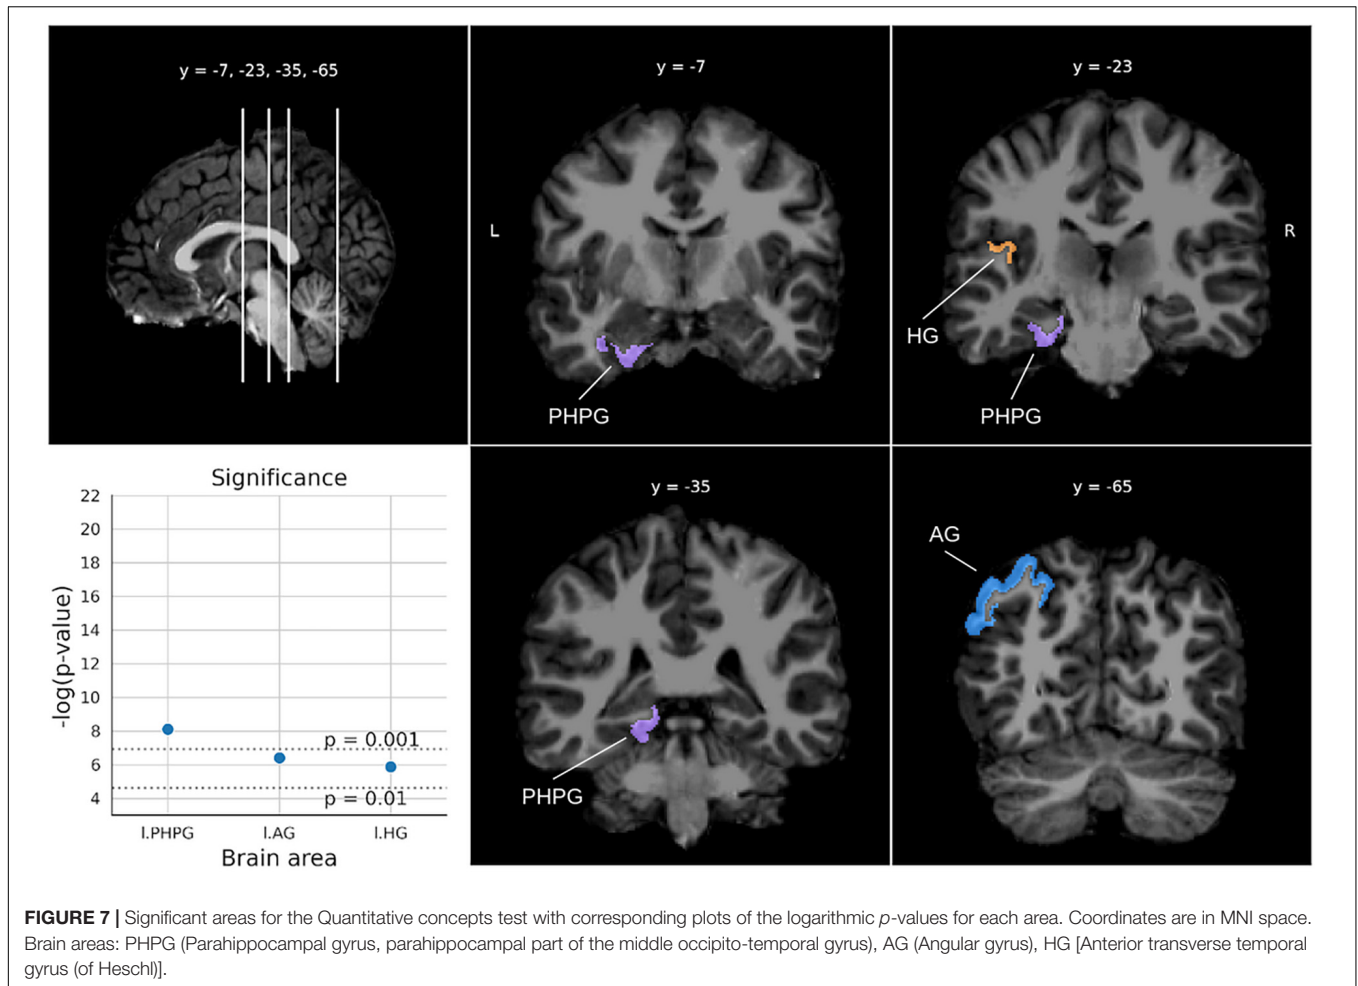 y = -7, -23, -35, -65
y = -7
L
PHPG
y = -23
R
HG
PHPG
Significance
22
20
18
16
14
12
10
8
6
4
-log(p-value)
p = 0.001
p = 0.01
l.PHPG
l.AG
l.HG
Brain area
y = -35
PHPG
y = -65
AG
FIGURE 7 | Significant areas for the Quantitative concepts test with corresponding plots of the logarithmic p-values for each area. Coordinates are in MNI space.
Brain areas: PHPG (Parahippocampal gyrus, parahippocampal part of the middle occipito-temporal gyrus), AG (Angular gyrus), HG [Anterior transverse temporal
gyrus (of Heschl)].